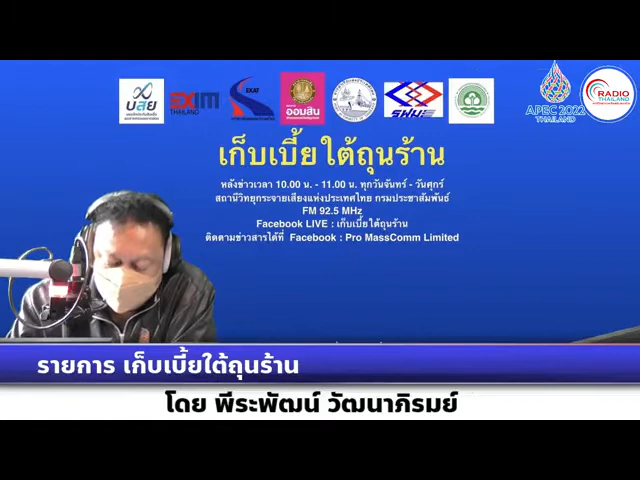 บสย
EXIM
THAILAND
EXAT
ออมสิน
รฟม
APEC 2022
THAILAND
RADIO
THAILAND
เก็บเบี้ยใต้ถุนร้าน
หลังข่าวเวลา 10.00 น. - 11.00 น. ทุกวันจันทร์ - วันศุกร์
สถานีวิทยุกระจายเสียงแห่งประเทศไทย กรมประชาสัมพันธ์
FM 92.5 MHz
Facebook LIVE : เก็บเบี้ยใต้ถุนร้าน
ติดตามข่าวสารได้ที่ Facebook : Pro MassComm Limited
รายการ เก็บเบี้ยใต้ถุนร้าน
โดย พีระพัฒน์ วัฒนาภิรมย์